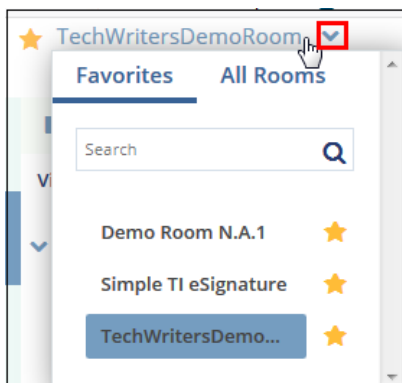 TechWritersDemoRoom
Favorites All Rooms
Search
Demo Room N.A.1
Simple TI eSignature
TechWritersDemo...